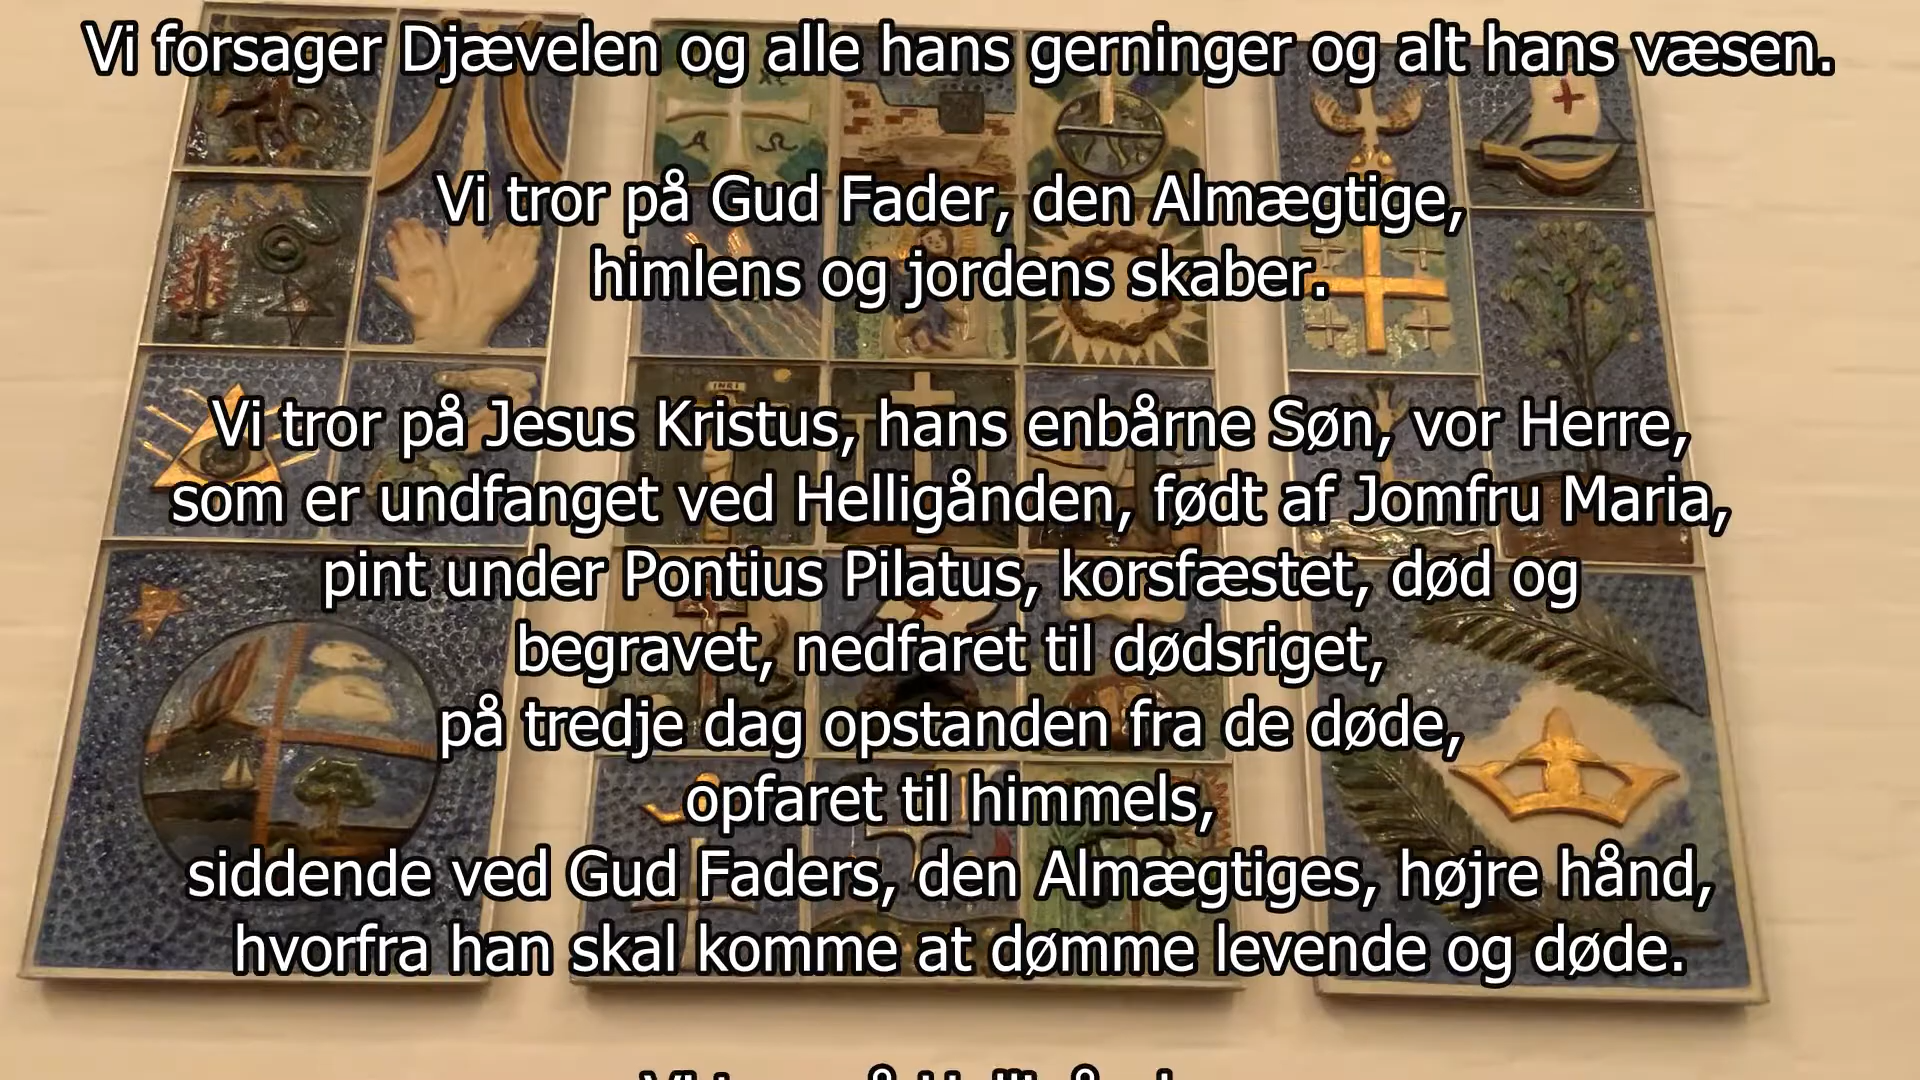 Vi forsager Djævelen og alle hans gerninger og alt hans væsen.
Vi tror på Gud Fader, den Almægtige,
himlens og jordens skaber.
Vi tror på Jesus Kristus, hans enbårne Søn, vor Herre,
som er undfanget ved Helligånden, født af Jomfru Maria,
pint under Pontius Pilatus, korsfæstet, død og
begravet, nedfaret til dødsriget,
på tredje dag opstanden fra de døde,
opfaret til himmels,
siddende ved Gud Faders, den Almægtiges, højre hånd,
hvorfra han skal komme at dømme levende og døde.
INRI
Α Ω